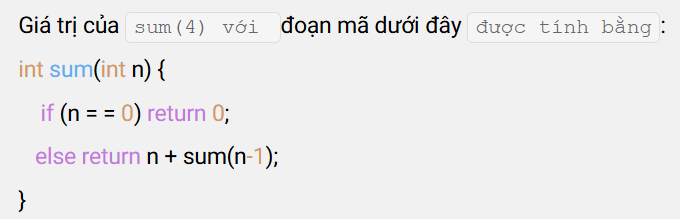 Giá trị của sum(4) với đoạn mã dưới đây được tính bằng:
int sum(int n) {
if (n = = 0) return 0;
else return n + sum(n-1);
}